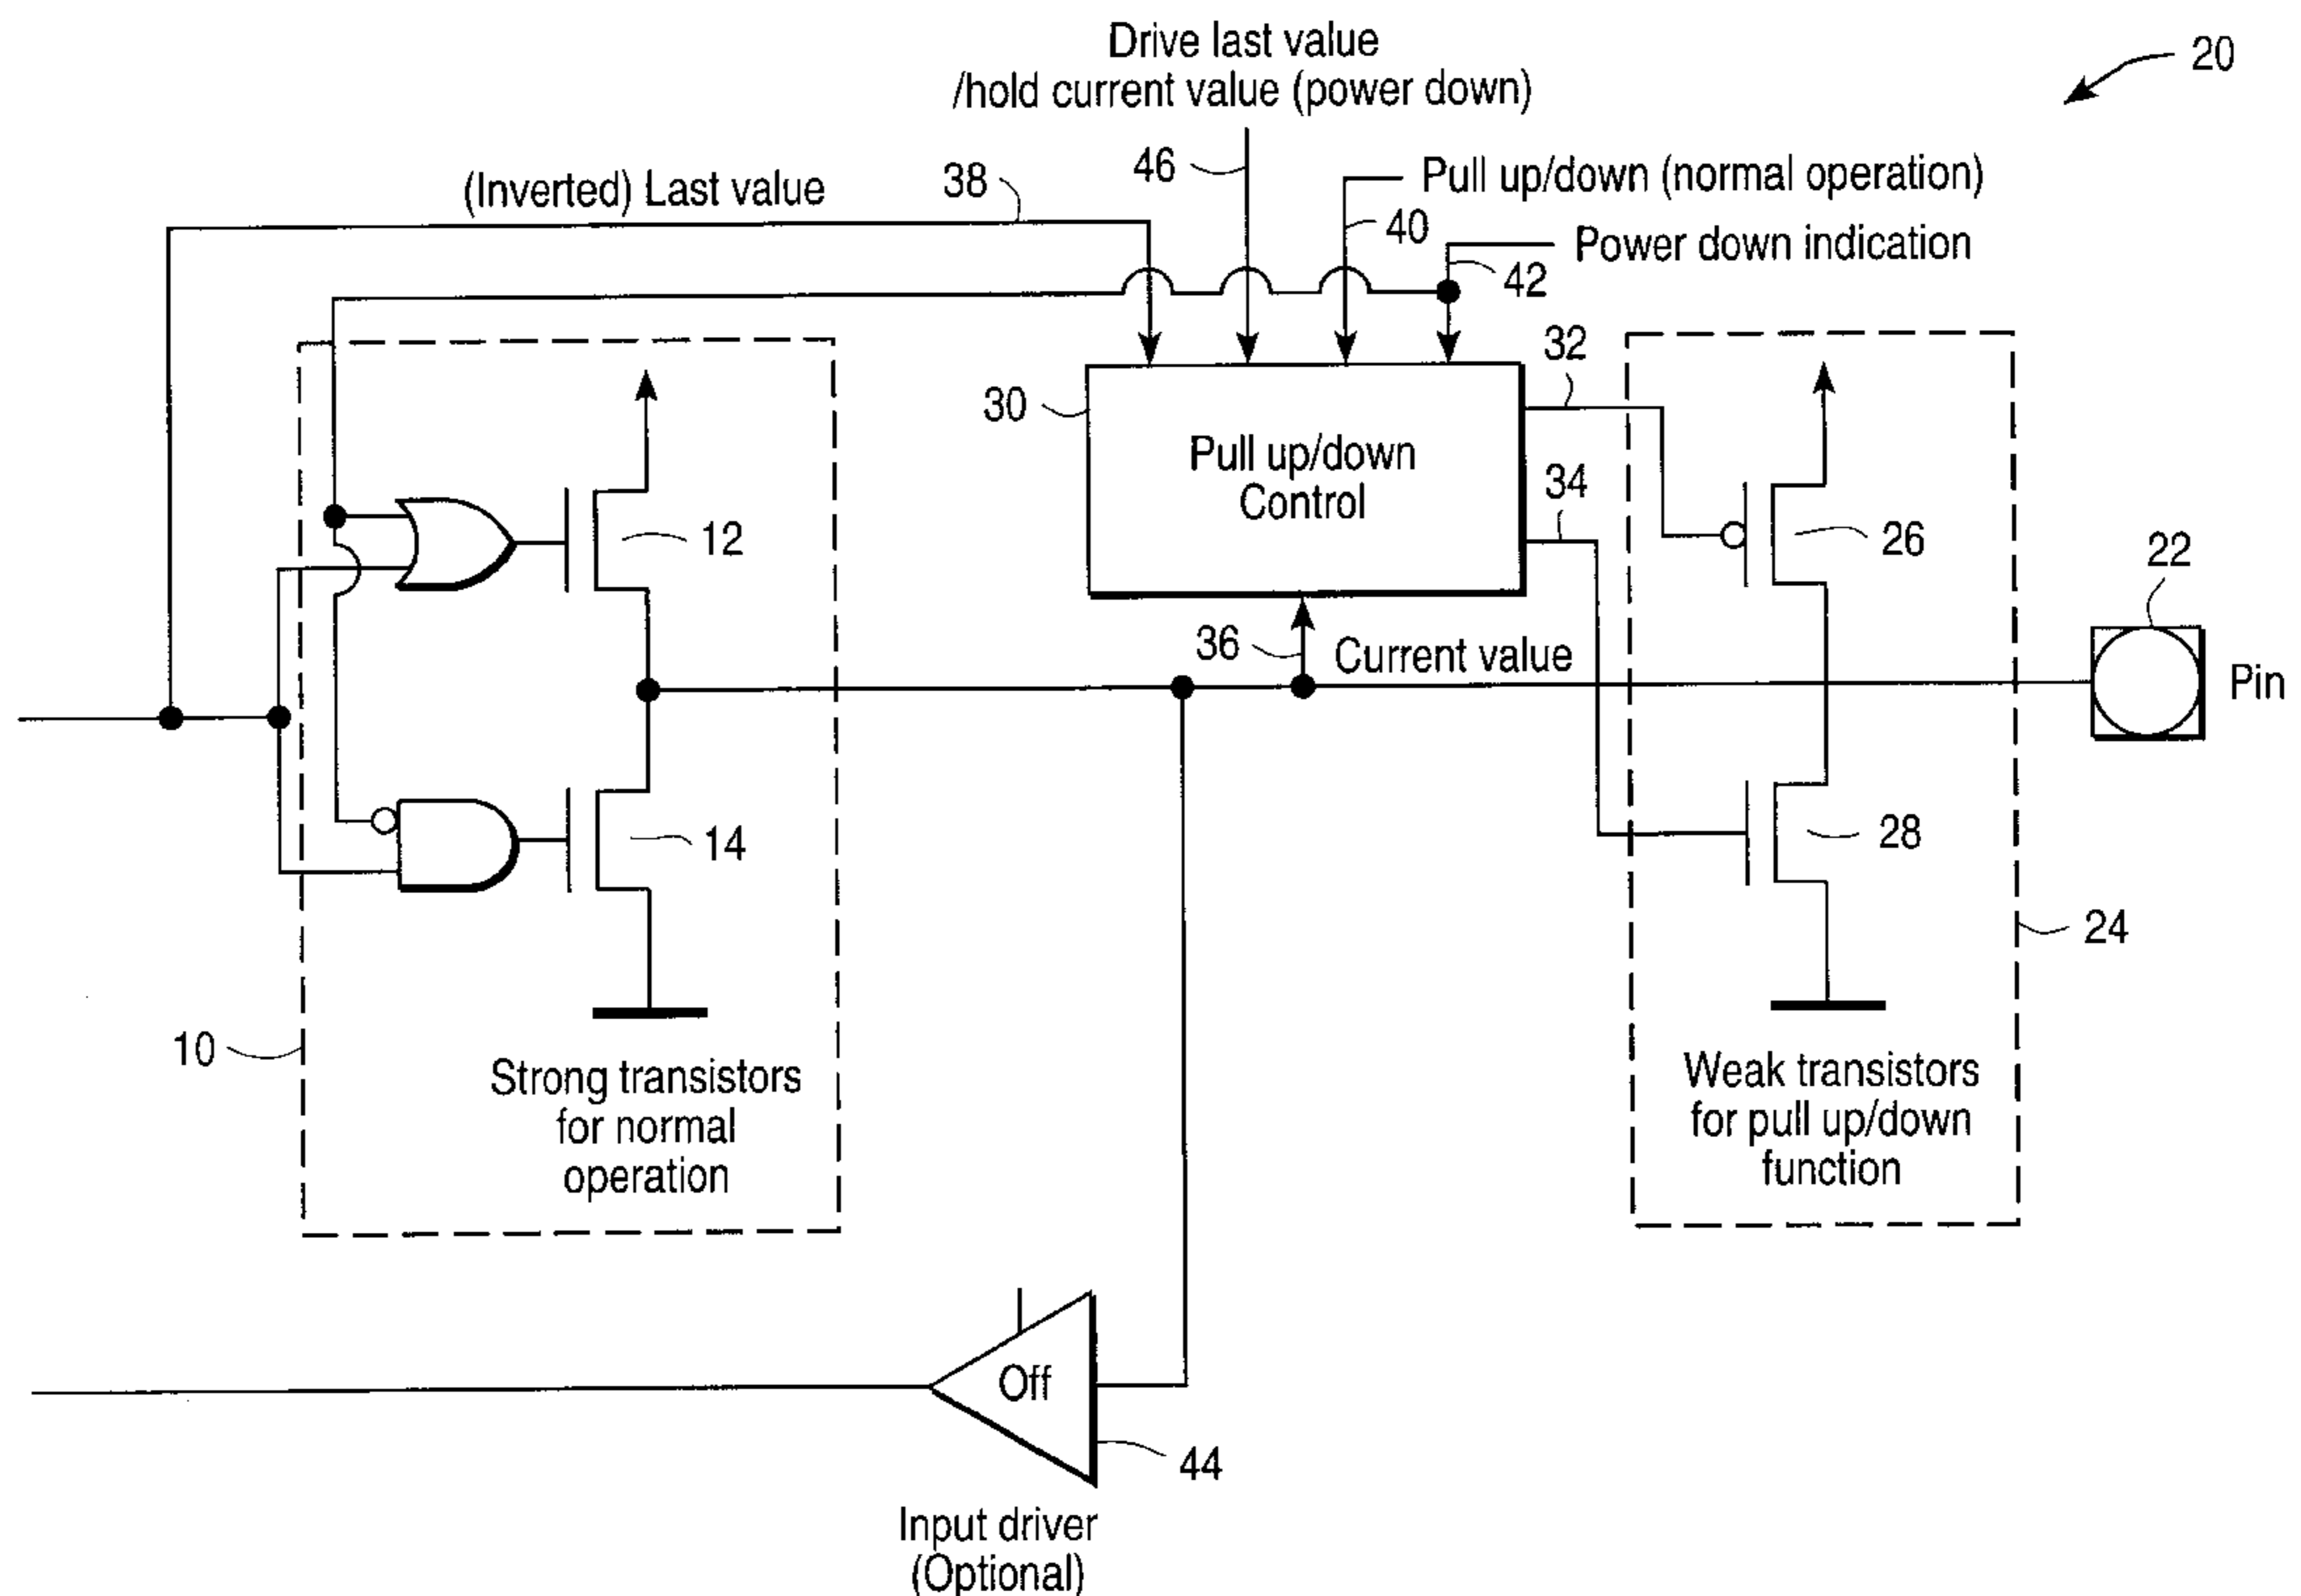 Drive last value
/hold current value (power down)
20
46
Pull up/down (normal operation)
(Inverted) Last value
38
40
Power down indication
42
32
30
Pull up/down
Control
34
12
26
22
36
Current value
Pin
14
28
24
10
Strong transistors
for normal
operation
Weak transistors
for pull up/down
function
Off
44
Input driver
(Optional)